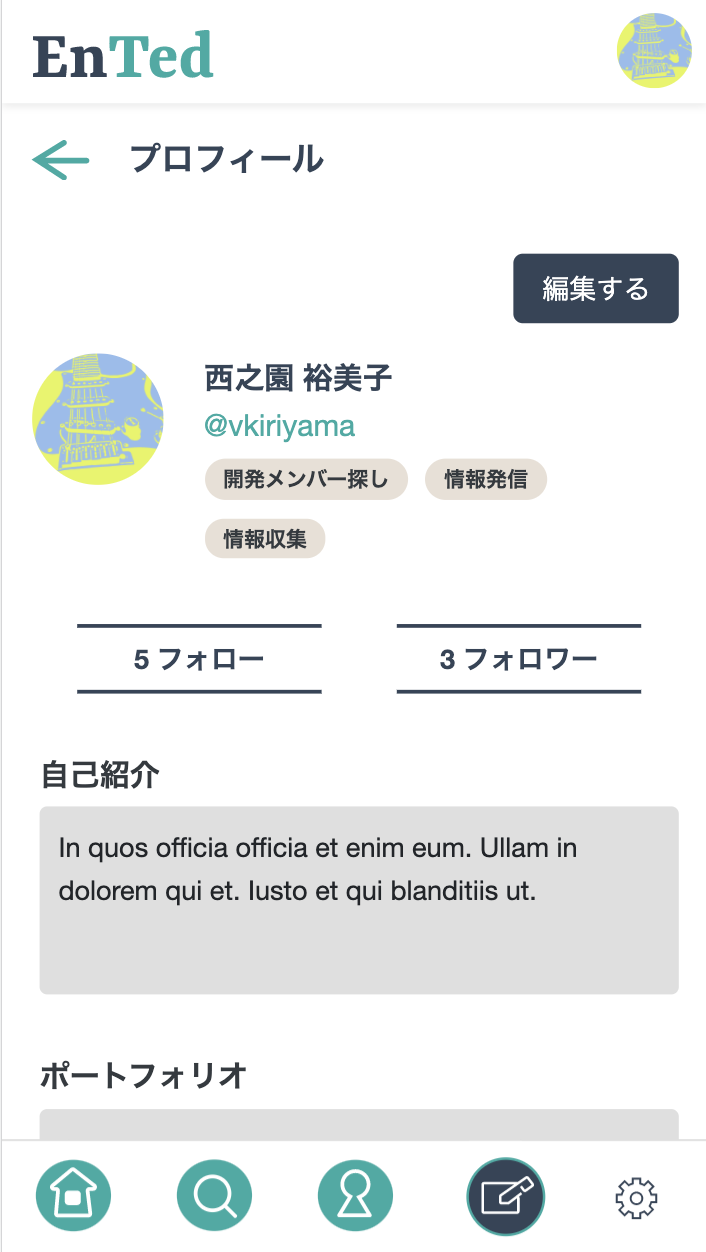 EnTed
プロフィール
編集する
西之園 裕美子
@vkiriyama
開発メンバー探し 情報発信
情報収集
5 フォロー 3 フォロワー
自己紹介
In quos officia officia et enim eum. Ullam in
dolorem qui et. Iusto et qui blanditiis ut.
ポートフォリオ